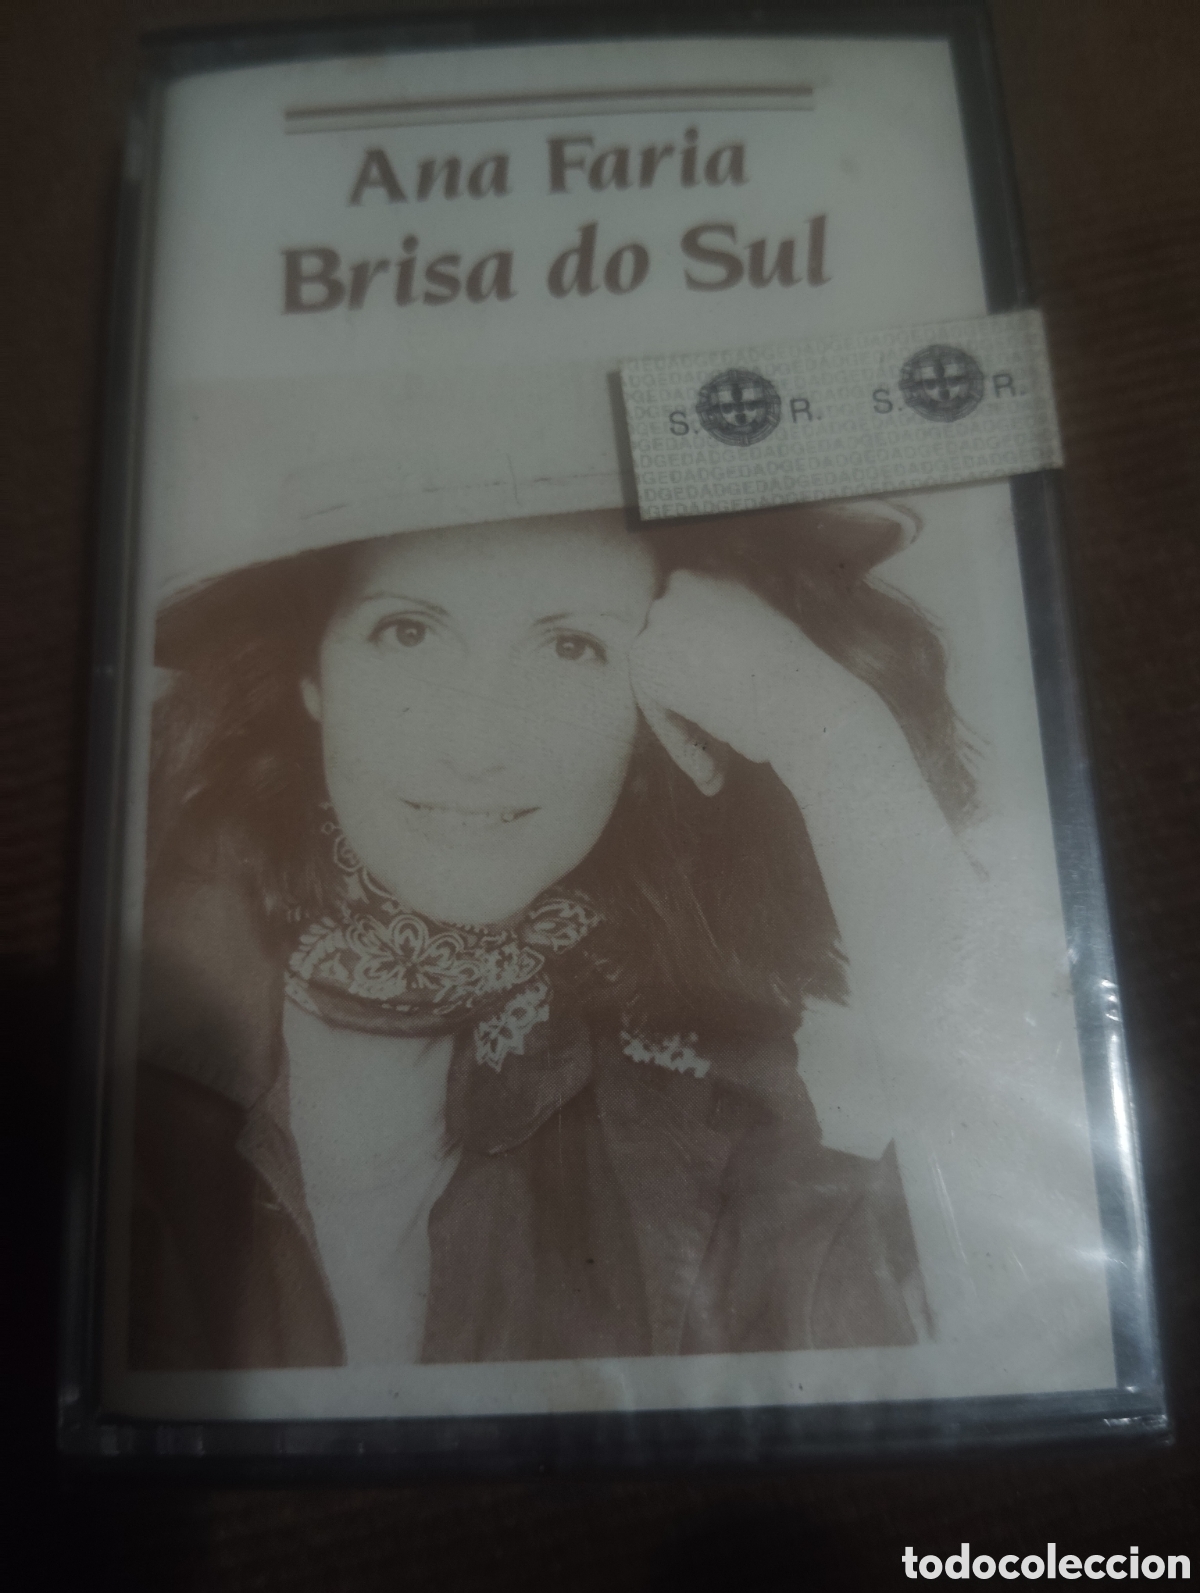 Ana Faria
Brisa do Sul
S. R. S. R.
todocoleccion